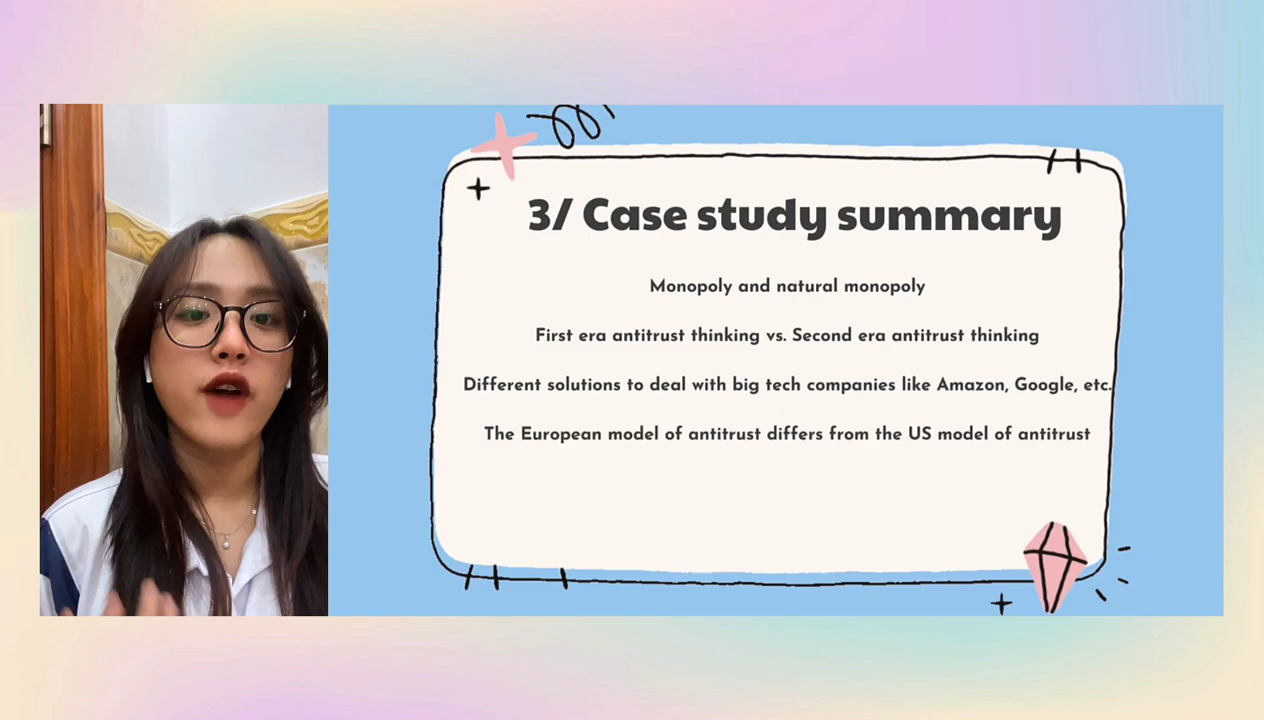 3/ Case study summary
Monopoly and natural monopoly
First era antitrust thinking vs. Second era antitrust thinking
Different solutions to deal with big tech companies like Amazon, Google, etc.
The European model of antitrust differs from the US model of antitrust